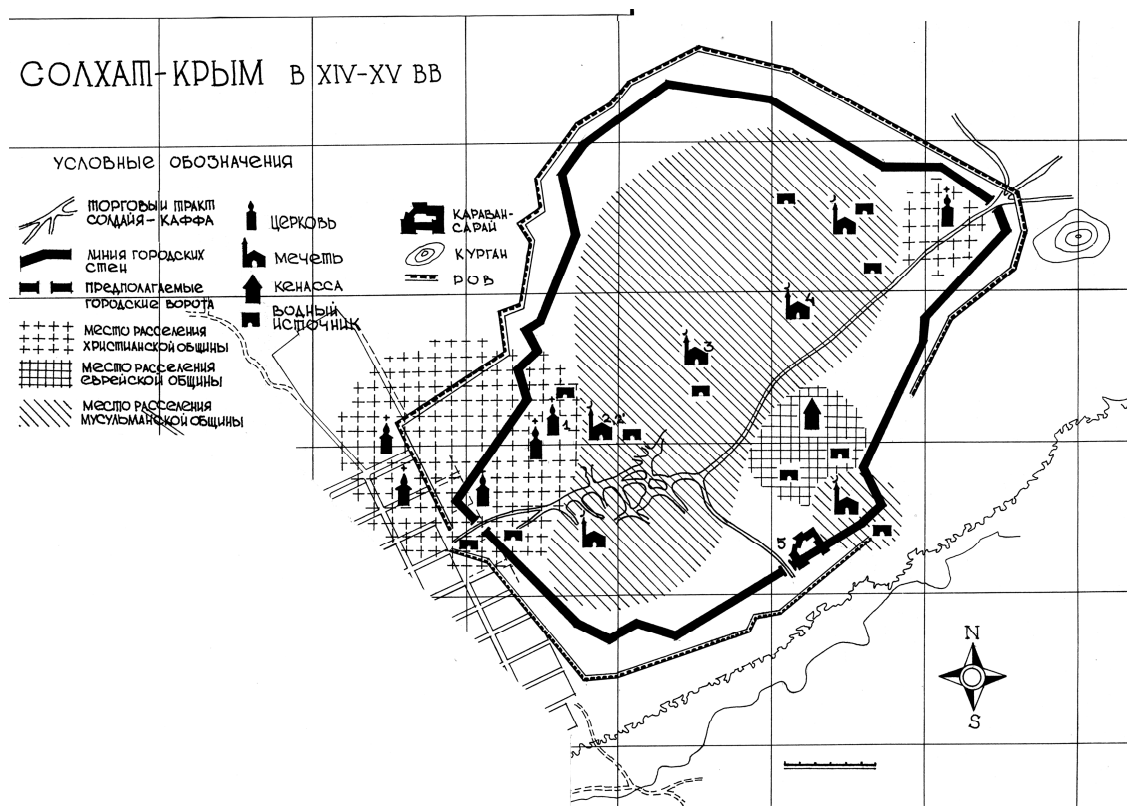 СОЛХАТ-КРЫМ В XIV-XV ВВ
УСЛОВНЫЕ ОБОЗНАЧЕНИЯ
ТОРГОВЫЙ ТРАКТ
СОЛДАЙЯ-КАФФА
ЛИНИЯ ГОРОДСКИХ
СТЕН
ПРЕДПОЛАГАЕМЫЕ
ГОРОДСКИЕ ВОРОТА
МЕСТО РАССЕЛЕНИЯ
ХРИСТИАНСКОЙ ОБЩИНЫ
МЕСТО РАССЕЛЕНИЯ
ЕВРЕЙСКОЙ ОБЩИНЫ
МЕСТО РАССЕЛЕНИЯ
МУСУЛЬМАНСКОЙ ОБЩИНЫ
ЦЕРКОВЬ
МЕЧЕТЬ
КЕНАССА
ВОДНЫЙ
ИСТОЧНИК
КАРАВАН-
САРАЙ
КУРГАН
РОВ
4
3
1
5
N
S